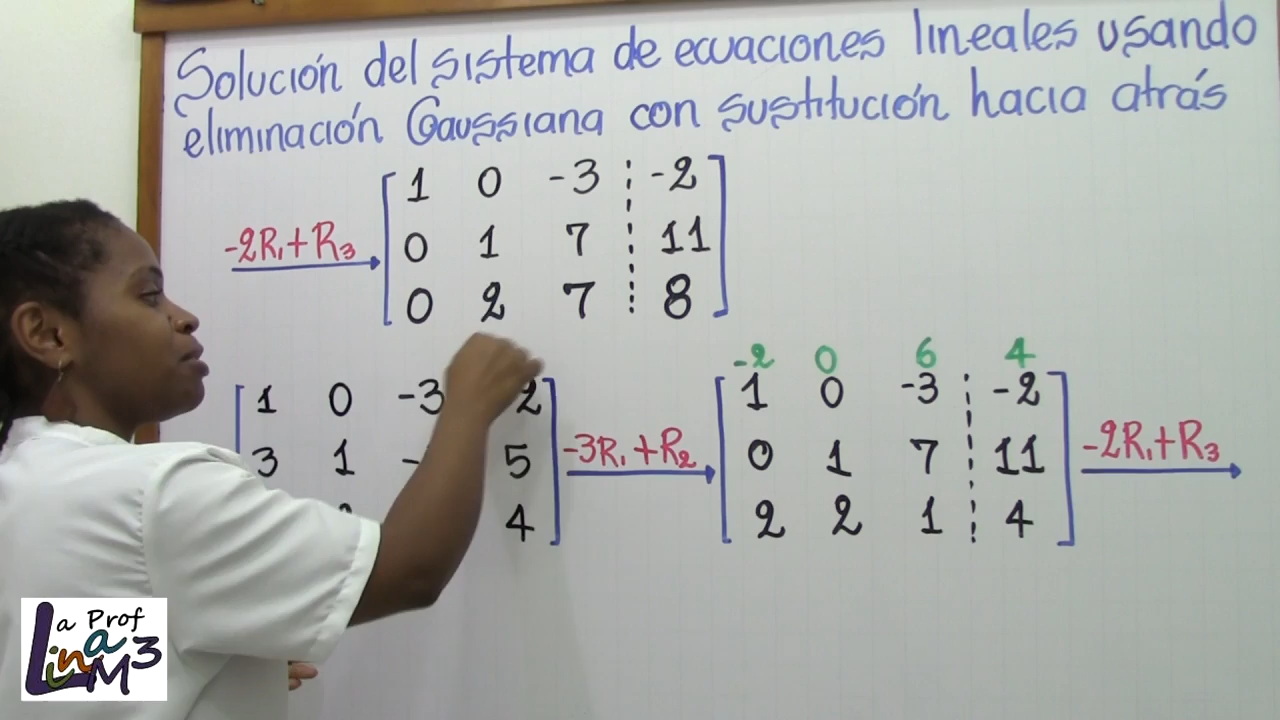 Solución del sistema de ecuaciones lineales usando
eliminación Gaussiana con sustitución hacia atrás
-2R₁+R₃
1 0 -3 -2
0 1 7 11
0 2 7 8
1 0 -3 2
3 1 - 5
4
-3R₁+R₂
-2 0 6 4
1 0 -3 -2
0 1 7 11
2 2 1 4
-2R₁+R₃
La Prof
Lina M3